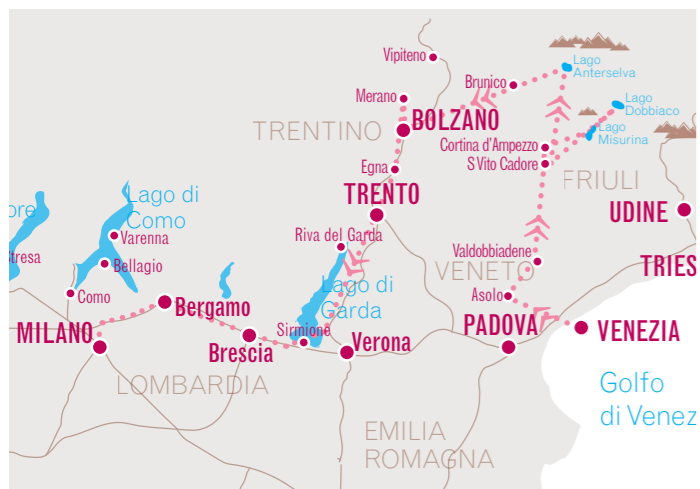 Vipiteno
Lago
Anterselva
Brunico
Merano
Lago
Dobbiaco
BOLZANO
TRENTINO
Cortina d'Ampezzo
Lago
Misurina
S Vito Cadore
Egna
FRIULI
Lago di
Como
TRENTO
UDINE
ore
Varenna
Riva del Garda
Stresa
Bellagio
Valdobbiadene
VENETO
TRIES
Lago di
Garda
Como
Asolo
Bergamo
MILANO
Sirmione
Brescia
Verona
PADOVA
VENEZIA
LOMBARDIA
Golfo
di Venez
EMILIA
ROMAGNA